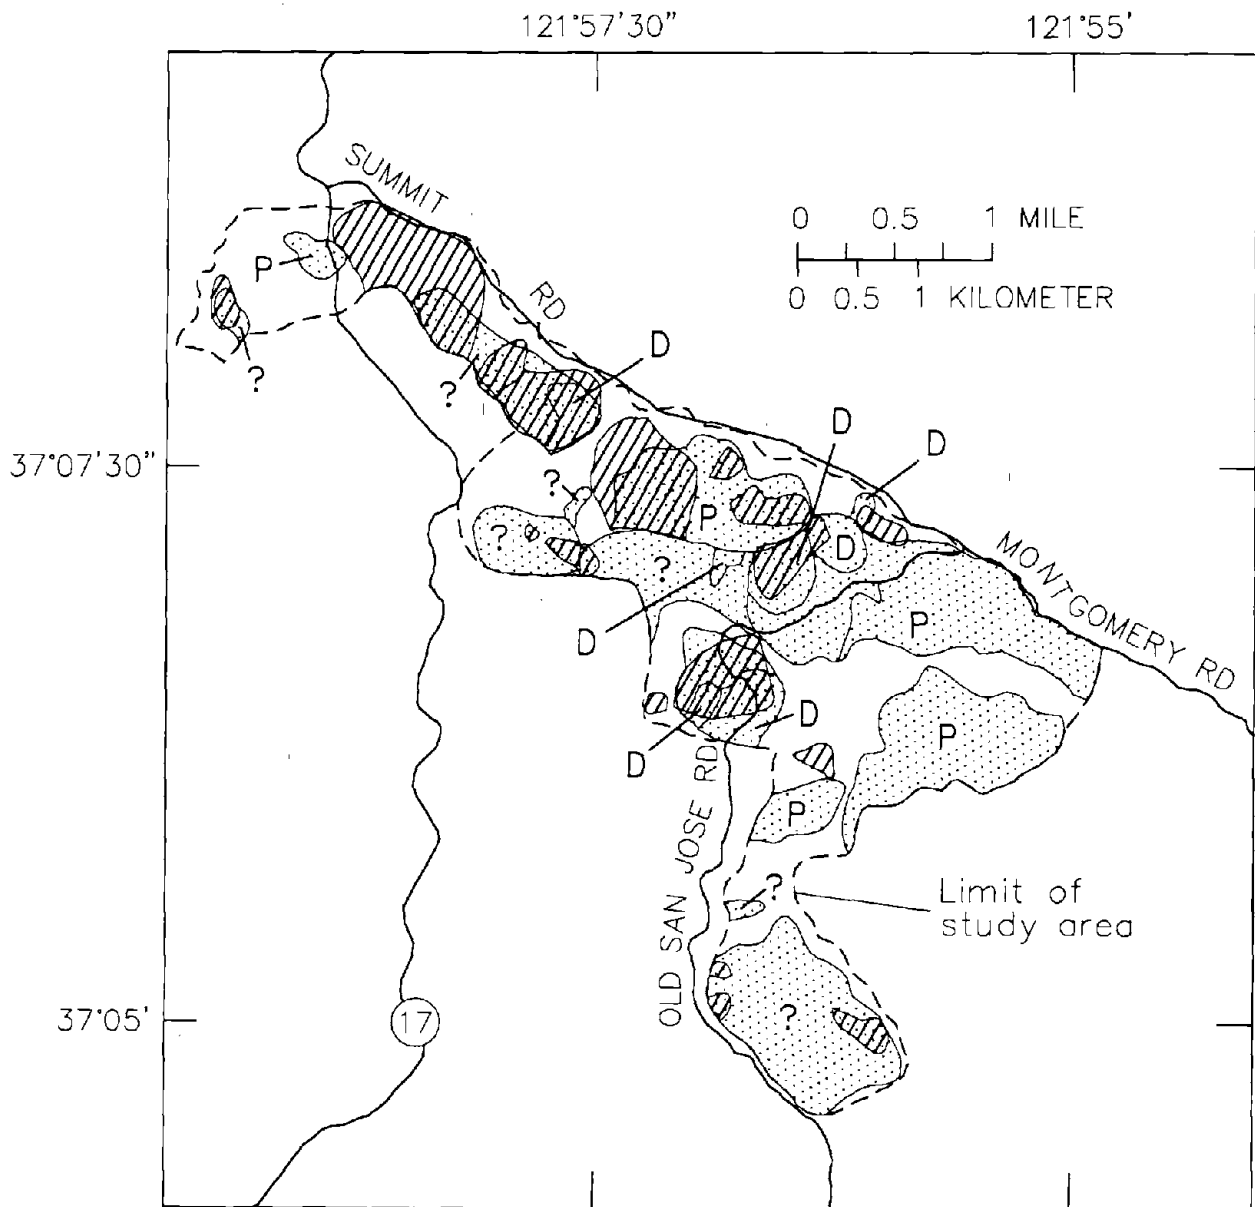 121°57'30" 121°55'
SUMMIT RD
0 0.5 1 MILE
0 0.5 1 KILOMETER
P
?
?
D
D
D
37°07'30"
?
P
?
?
D
D
MONTGOMERY RD
P
D
D
P
P
OLD SAN JOSE RD
?
Limit of
study area
37°05'
17
?